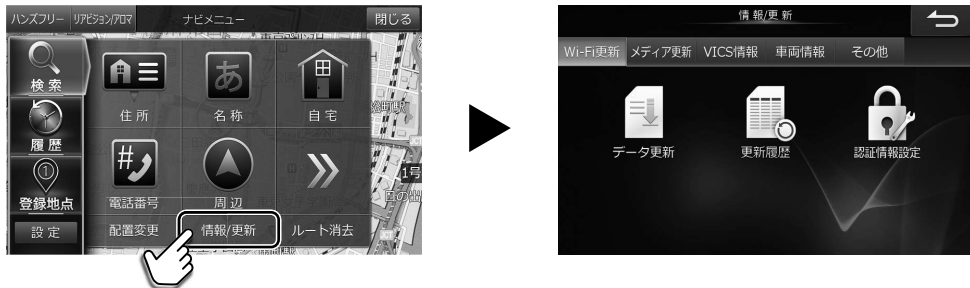 ハンズフリー リアビジョン/アロマ ナビメニュー 閉じる
検索
履歴
①
登録地点
設定
住所 名称 自宅
あ
#
電話番号 周辺
1号
配置変更 情報/更新 ルート消去
JCT
情報/更新
Wi-Fi更新 メディア更新 VICS情報 車両情報 その他
データ更新 更新履歴 認証情報設定